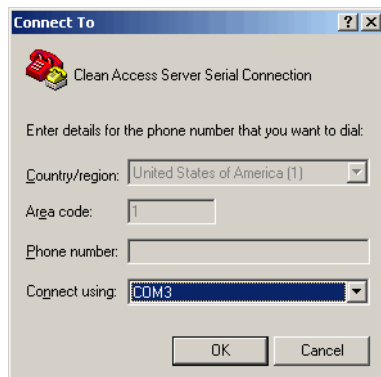 Connect To
Clean Access Server Serial Connection
Enter details for the phone number that you want to dial:
Country/region: United States of America (1)
Area code: 1
Phone number:
Connect using: COM3
OK Cancel